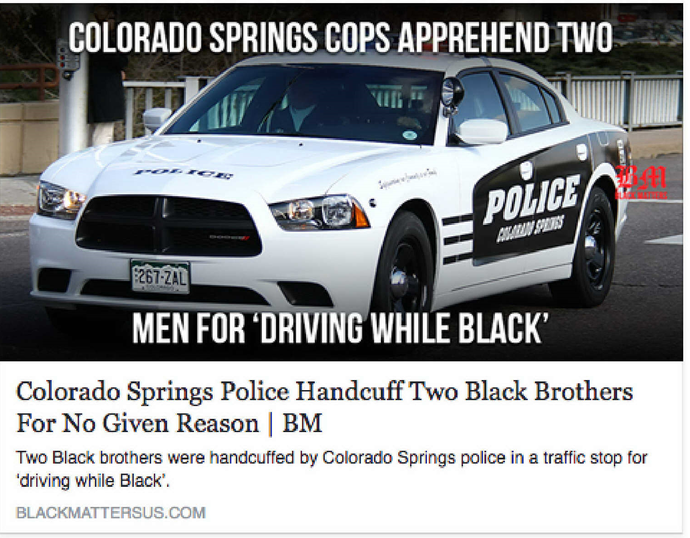 COLORADO SPRINGS COPS APPREHEND TWO
POLICE
BM
POLICE
COLORADO SPRINGS
267-ZAL
COLORADO
MEN FOR ‘DRIVING WHILE BLACK’
Colorado Springs Police Handcuff Two Black Brothers
For No Given Reason | BM
Two Black brothers were handcuffed by Colorado Springs police in a traffic stop for
‘driving while Black’.
BLACKMATTERSUS.COM